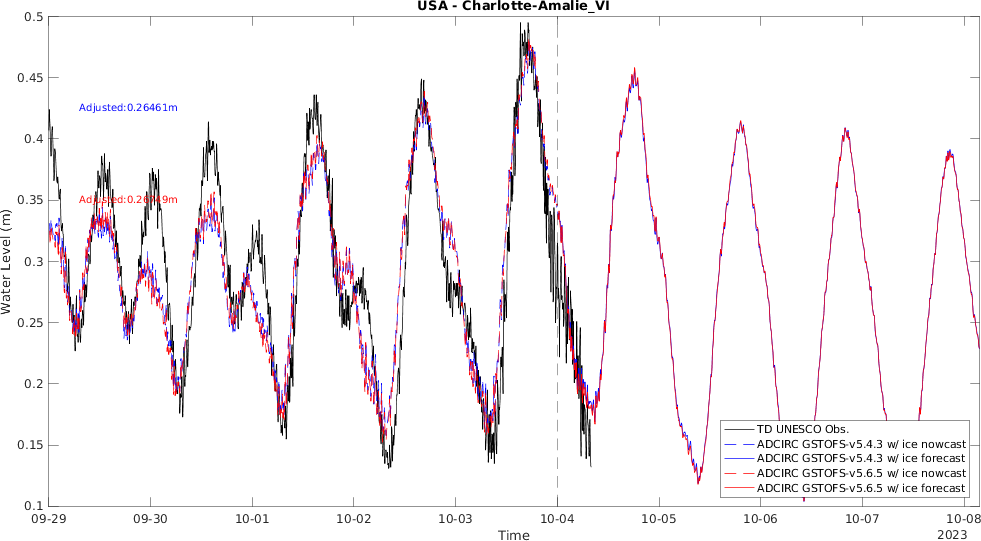 USA - Charlotte-Amalie_VI
0.5
0.45
0.4
0.35
0.3
0.25
0.2
0.15
0.1
Water Level (m)
Adjusted:0.26461m
TD UNESCO Obs.
ADCIRC GSTOFS-v5.4.3 w/ ice nowcast
ADCIRC GSTOFS-v5.4.3 w/ ice forecast
ADCIRC GSTOFS-v5.6.5 w/ ice nowcast
ADCIRC GSTOFS-v5.6.5 w/ ice forecast
09-29 09-30 10-01 10-02 10-03 10-04 10-05 10-06 10-07 10-08
Time
2023